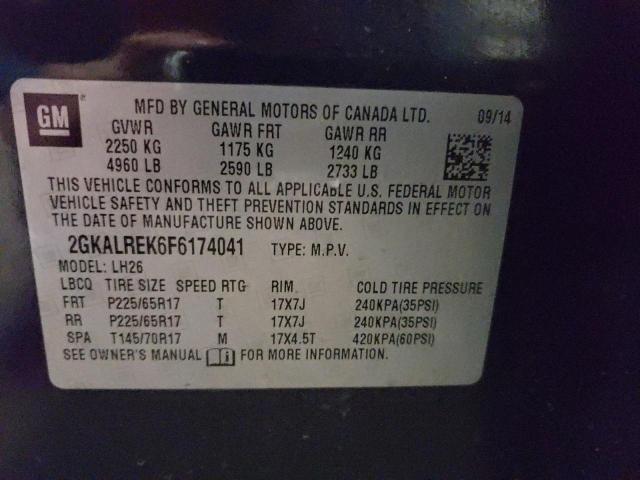 GM ® MFD BY GENERAL MOTORS OF CANADA LTD. 09/14
GVWR GAWR FRT GAWR RR
2250 KG 1175 KG 1240 KG
4960 LB 2590 LB 2733 LB
THIS VEHICLE CONFORMS TO ALL APPLICABLE U.S. FEDERAL MOTOR
VEHICLE SAFETY AND THEFT PREVENTION STANDARDS IN EFFECT ON
THE DATE OF MANUFACTURE SHOWN ABOVE.
2GKALREK6F6174041 TYPE: M.P.V.
MODEL: LH26
LBCQ TIRE SIZE SPEED RTG RIM COLD TIRE PRESSURE
FRT P225/65R17 T 17X7J 240KPA(35PSI)
RR P225/65R17 T 17X7J 240KPA(35PSI)
SPA T145/70R17 M 17X4.5T 420KPA(60PSI)
SEE OWNER'S MANUAL FOR MORE INFORMATION.